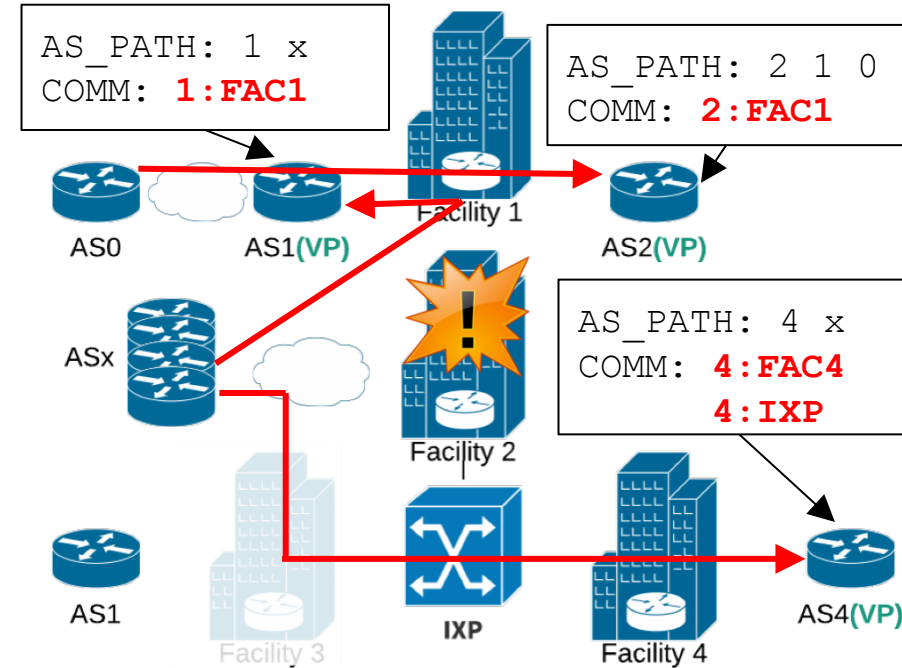 AS_PATH: 1 x
COMM: 1:FAC1
AS_PATH: 2 1 0
COMM: 2:FAC1
Facility 1
AS0
AS1(VP)
AS2(VP)
!
ASx
AS_PATH: 4 x
COMM: 4:FAC4
4:IXP
Facility 2
AS1
Facility 3
IXP
Facility 4
AS4(VP)